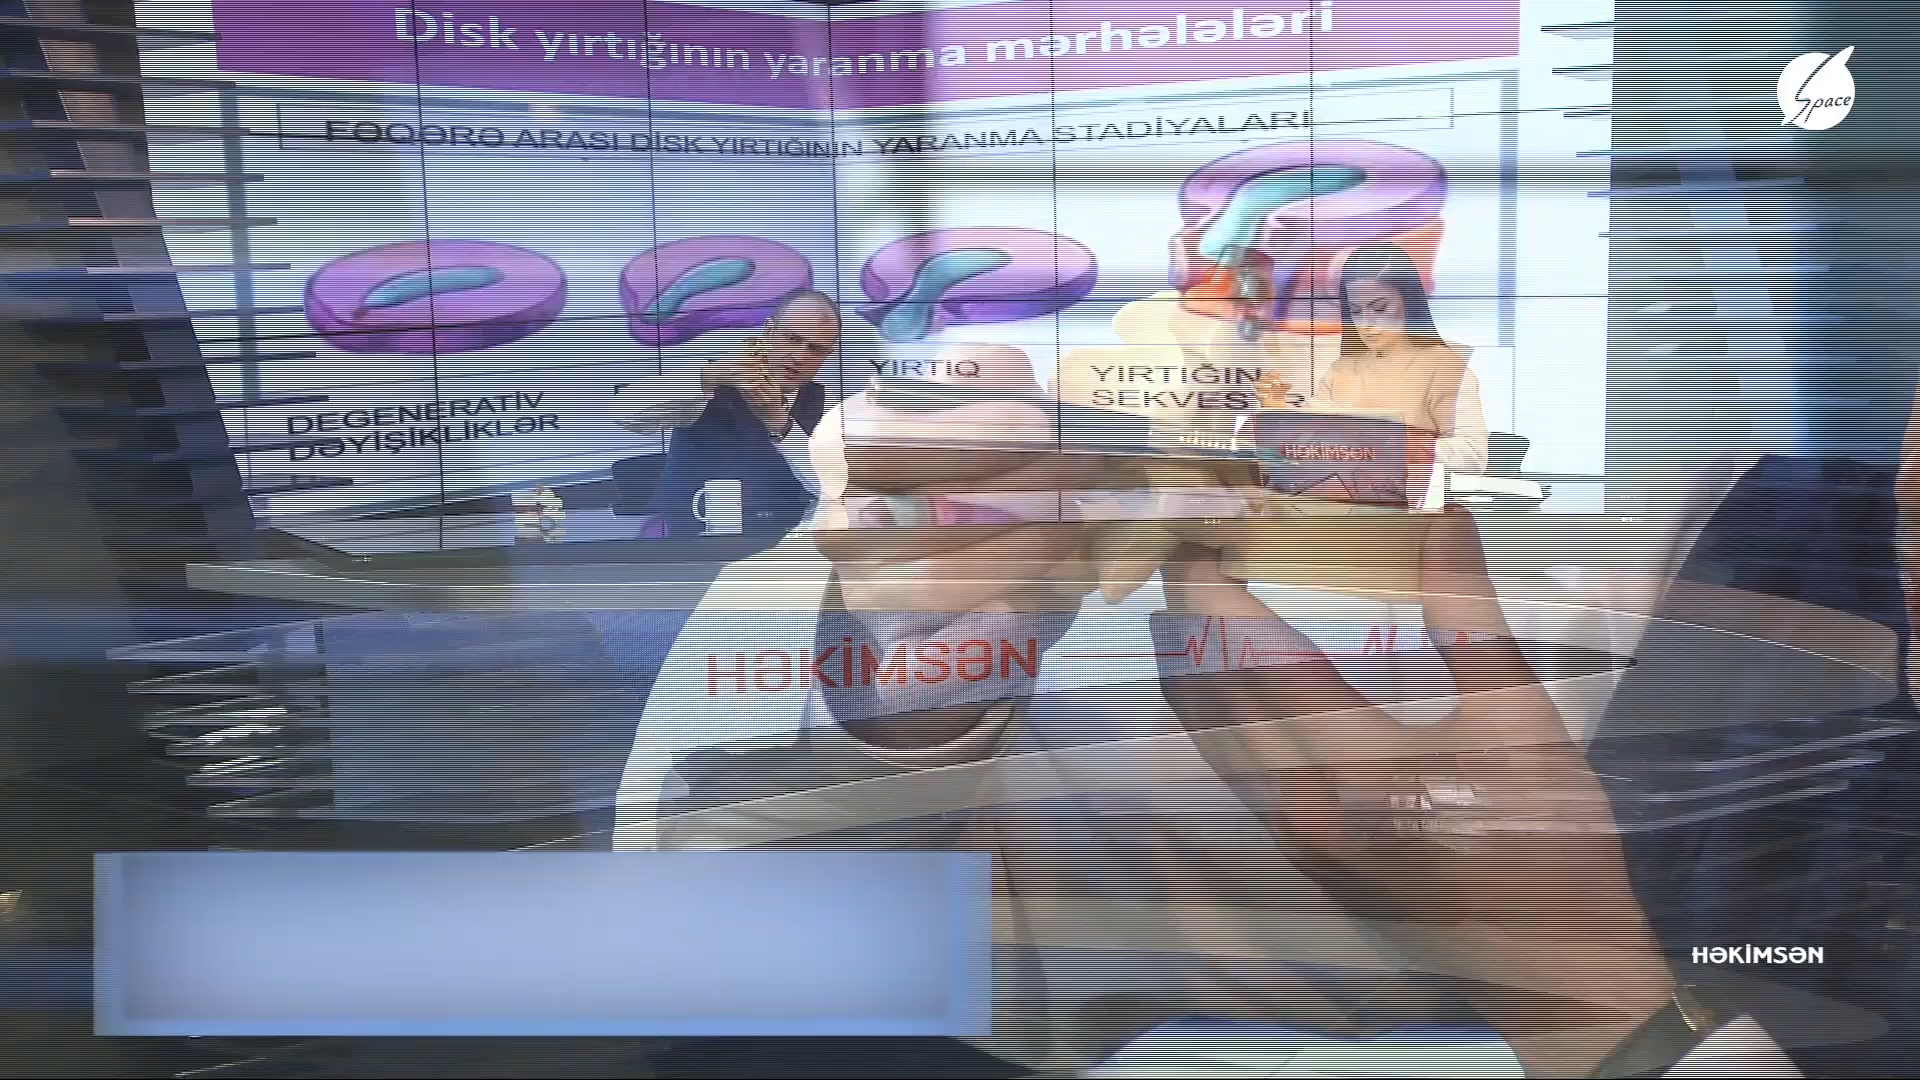 Disk yırtığının yaranma mərhələləri
Space
FƏQƏRƏ ARASI DİSK YIRTIĞININ YARANMA STADİYALARI
DEGENERATİV
DƏYİŞİKLİKLƏR
YIRTIQ
YIRTIĞIN
HƏKİMSƏN
HƏKİMSƏN
HƏKİMSƏN